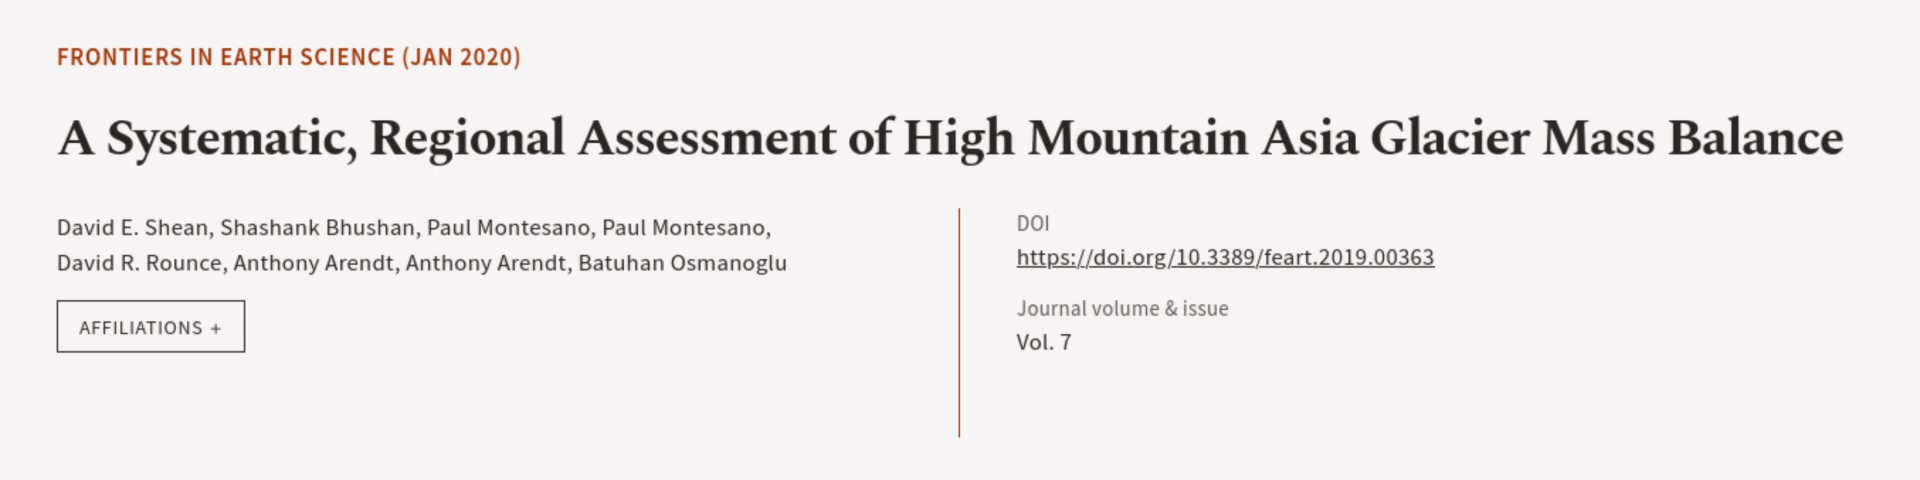 FRONTIERS IN EARTH SCIENCE (JAN 2020)
A Systematic, Regional Assessment of High Mountain Asia Glacier Mass Balance
David E. Shean, Shashank Bhushan, Paul Montesano, Paul Montesano,
David R. Rounce, Anthony Arendt, Anthony Arendt, Batuhan Osmanoglu
AFFILIATIONS +
DOI
https://doi.org/10.3389/feart.2019.00363
Journal volume & issue
Vol. 7